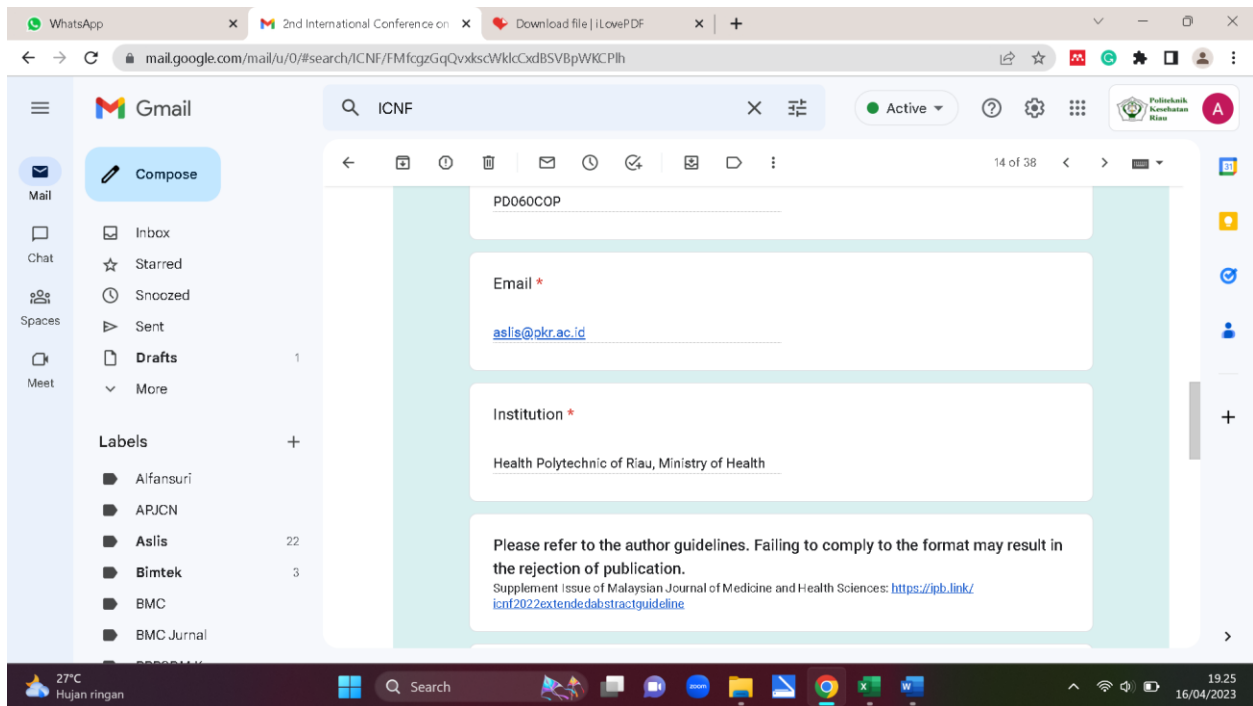 WhatsApp
2nd International Conference on
Download file | iLovePDF
mail.google.com/mail/u/0/#search/ICNF/FMfcgzGqQvxkscWklcCxdBSVBpWKCPlh
Gmail
ICNF
Active
Politeknik
Kesehatan
Riau
A
Mail
Chat
Spaces
Meet
Compose
Inbox
Starred
Snoozed
Sent
Drafts 1
More
Labels
Alfansuri
APJCN
Aslis 22
Bimtek 3
BMC
BMC Jurnal
14 of 38
31
PD060COP
Email *
aslis@pkr.ac.id
Institution *
Health Polytechnic of Riau, Ministry of Health
Please refer to the author guidelines. Failing to comply to the format may result in
the rejection of publication.
Supplement Issue of Malaysian Journal of Medicine and Health Sciences: https://ipb.link/
icnf2022extendedabstractguideline
27°C
Hujan ringan
Search
zoom
19.25
16/04/2023